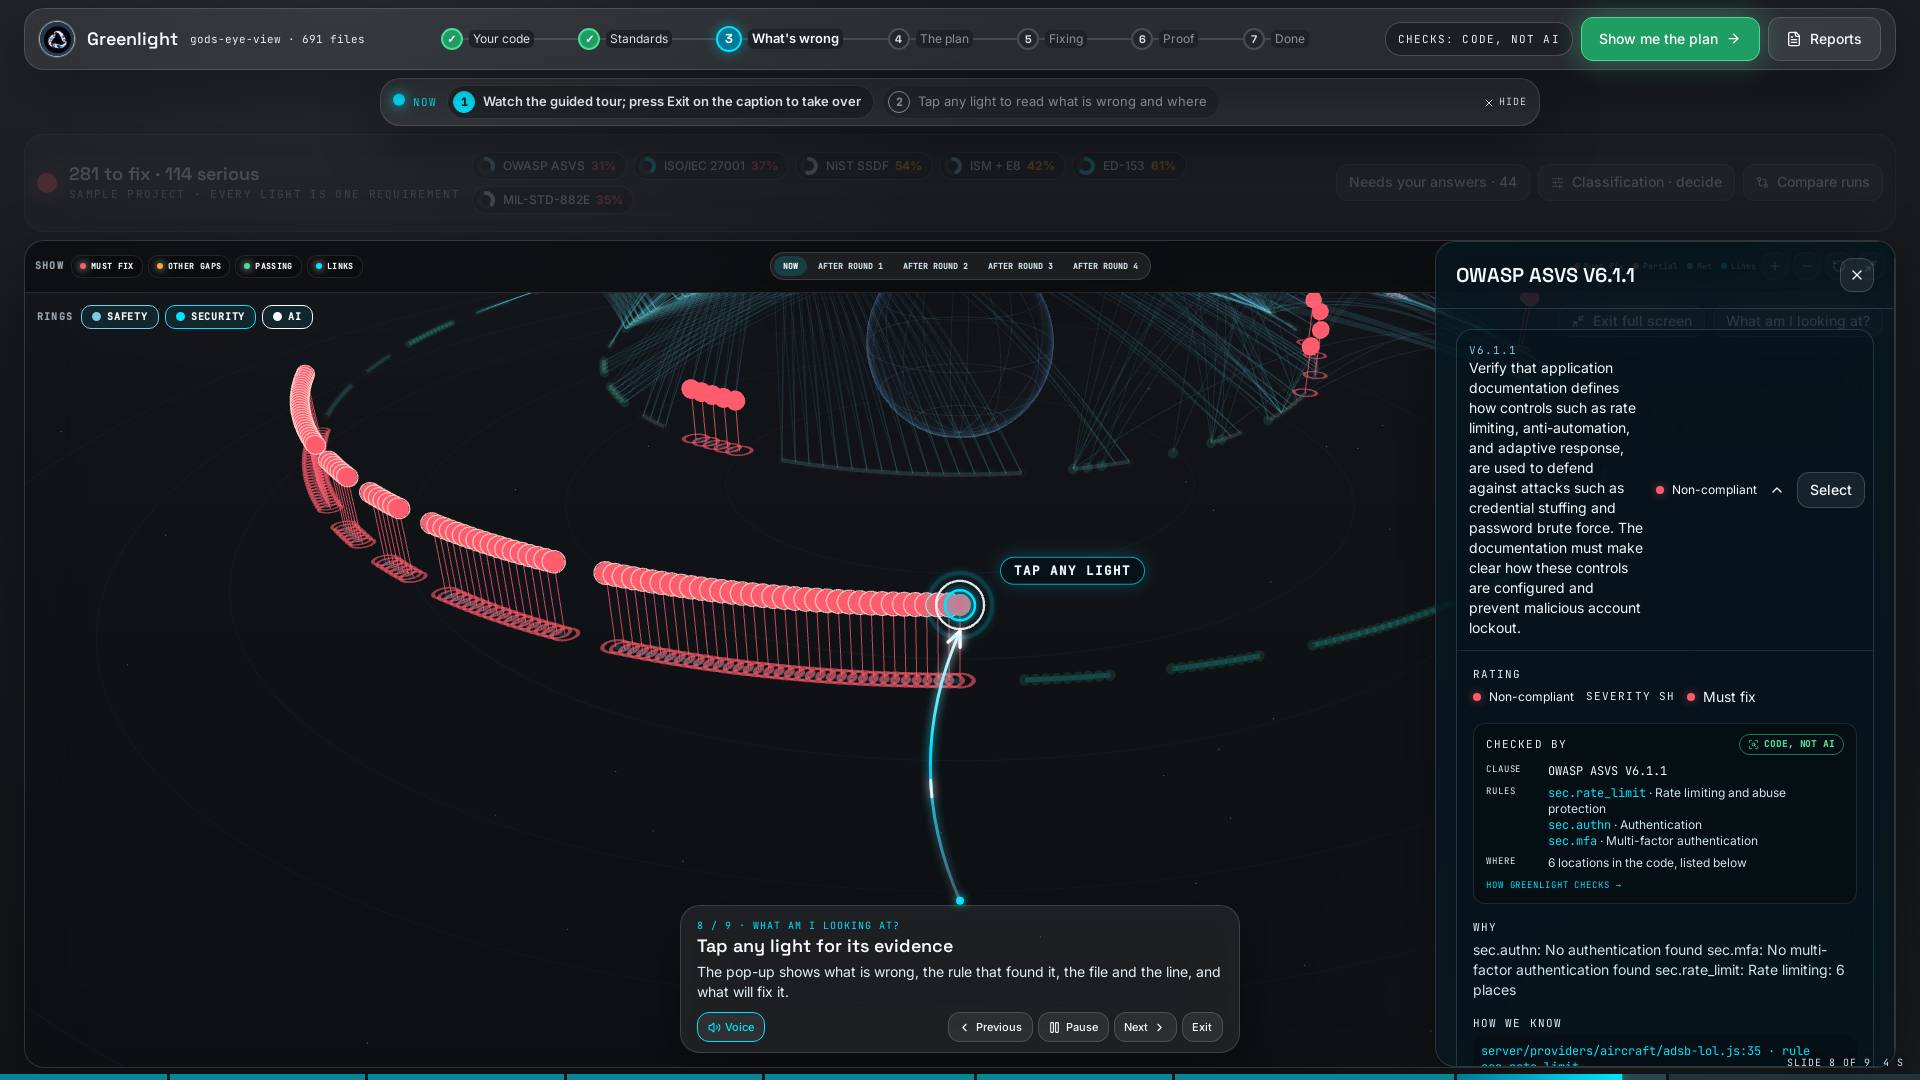 Greenlight gods-eye-view · 691 files
✓ Your code ✓ Standards 3 What's wrong 4 The plan 5 Fixing 6 Proof 7 Done
CHECKS: CODE, NOT AI
Show me the plan →
Reports
NOW 1 Watch the guided tour; press Exit on the caption to take over 2 Tap any light to read what is wrong and where × HIDE
281 to fix · 114 serious
SAMPLE PROJECT · EVERY LIGHT IS ONE REQUIREMENT
OWASP ASVS 31% ISO/IEC 27001 37% NIST SSDF 54% ISM + E8 42% ED-153 61%
MIL-STD-882E 35%
Needs your answers · 44 Classification · decide Compare runs
SHOW MUST FIX OTHER GAPS PASSING LINKS
NOW AFTER ROUND 1 AFTER ROUND 2 AFTER ROUND 3 AFTER ROUND 4
RINGS SAFETY SECURITY AI
TAP ANY LIGHT
8 / 9 · WHAT AM I LOOKING AT?
Tap any light for its evidence
The pop-up shows what is wrong, the rule that found it, the file and the line, and
what will fix it.
Voice Previous Pause Next Exit
OWASP ASVS V6.1.1
Partial Met Links
Exit full screen What am I looking at?
V6.1.1
Verify that application
documentation defines
how controls such as rate
limiting, anti-automation,
and adaptive response,
are used to defend
against attacks such as
credential stuffing and
password brute force. The
documentation must make
clear how these controls
are configured and
prevent malicious account
lockout.
Non-compliant Select
RATING
Non-compliant SEVERITY SH Must fix
CHECKED BY CODE, NOT AI
CLAUSE OWASP ASVS V6.1.1
RULES sec.rate_limit · Rate limiting and abuse
protection
sec.authn · Authentication
sec.mfa · Multi-factor authentication
WHERE 6 locations in the code, listed below
HOW GREENLIGHT CHECKS →
WHY
sec.authn: No authentication found sec.mfa: No multi-
factor authentication found sec.rate_limit: Rate limiting: 6
places
HOW WE KNOW
server/providers/aircraft/adsb-lol.js:35 · rule
sec.rate_limit
SLIDE 8 OF 9 4 S